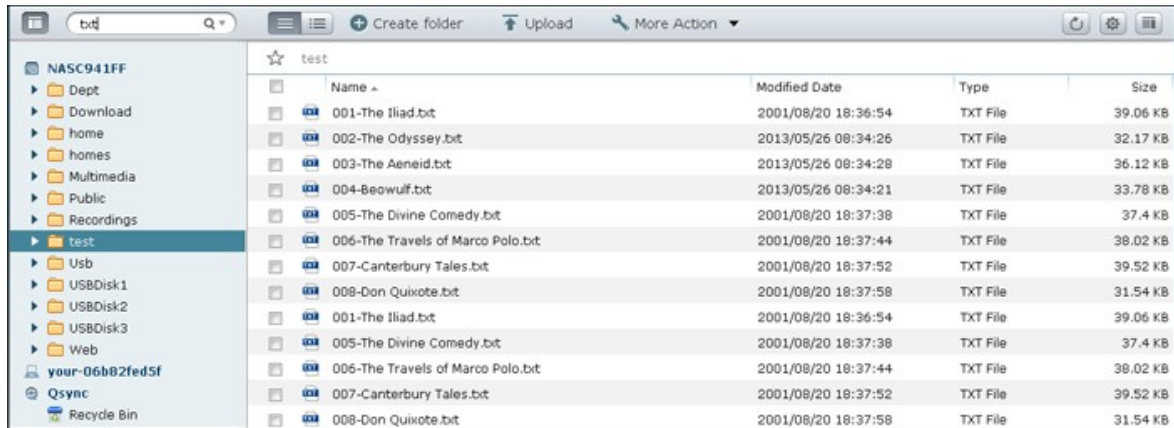 txt
Create folder Upload More Action
NASC941FF
Dept
Download
home
homes
Multimedia
Public
Recordings
test
Usb
USBDisk1
USBDisk2
USBDisk3
Web
your-06b82fed5f
Qsync
Recycle Bin
test
Name Modified Date Type Size
001-The Iliad.txt 2001/08/20 18:36:54 TXT File 39.06 KB
002-The Odyssey.txt 2013/05/26 08:34:26 TXT File 32.17 KB
003-The Aeneid.txt 2013/05/26 08:34:28 TXT File 36.12 KB
004-Beowulf.txt 2013/05/26 08:34:21 TXT File 33.78 KB
005-The Divine Comedy.txt 2001/08/20 18:37:38 TXT File 37.4 KB
006-The Travels of Marco Polo.txt 2001/08/20 18:37:44 TXT File 38.02 KB
007-Canterbury Tales.txt 2001/08/20 18:37:52 TXT File 39.52 KB
008-Don Quixote.txt 2001/08/20 18:37:58 TXT File 31.54 KB
001-The Iliad.txt 2001/08/20 18:36:54 TXT File 39.06 KB
005-The Divine Comedy.txt 2001/08/20 18:37:38 TXT File 37.4 KB
006-The Travels of Marco Polo.txt 2001/08/20 18:37:44 TXT File 38.02 KB
007-Canterbury Tales.txt 2001/08/20 18:37:52 TXT File 39.52 KB
008-Don Quixote.txt 2001/08/20 18:37:58 TXT File 31.54 KB